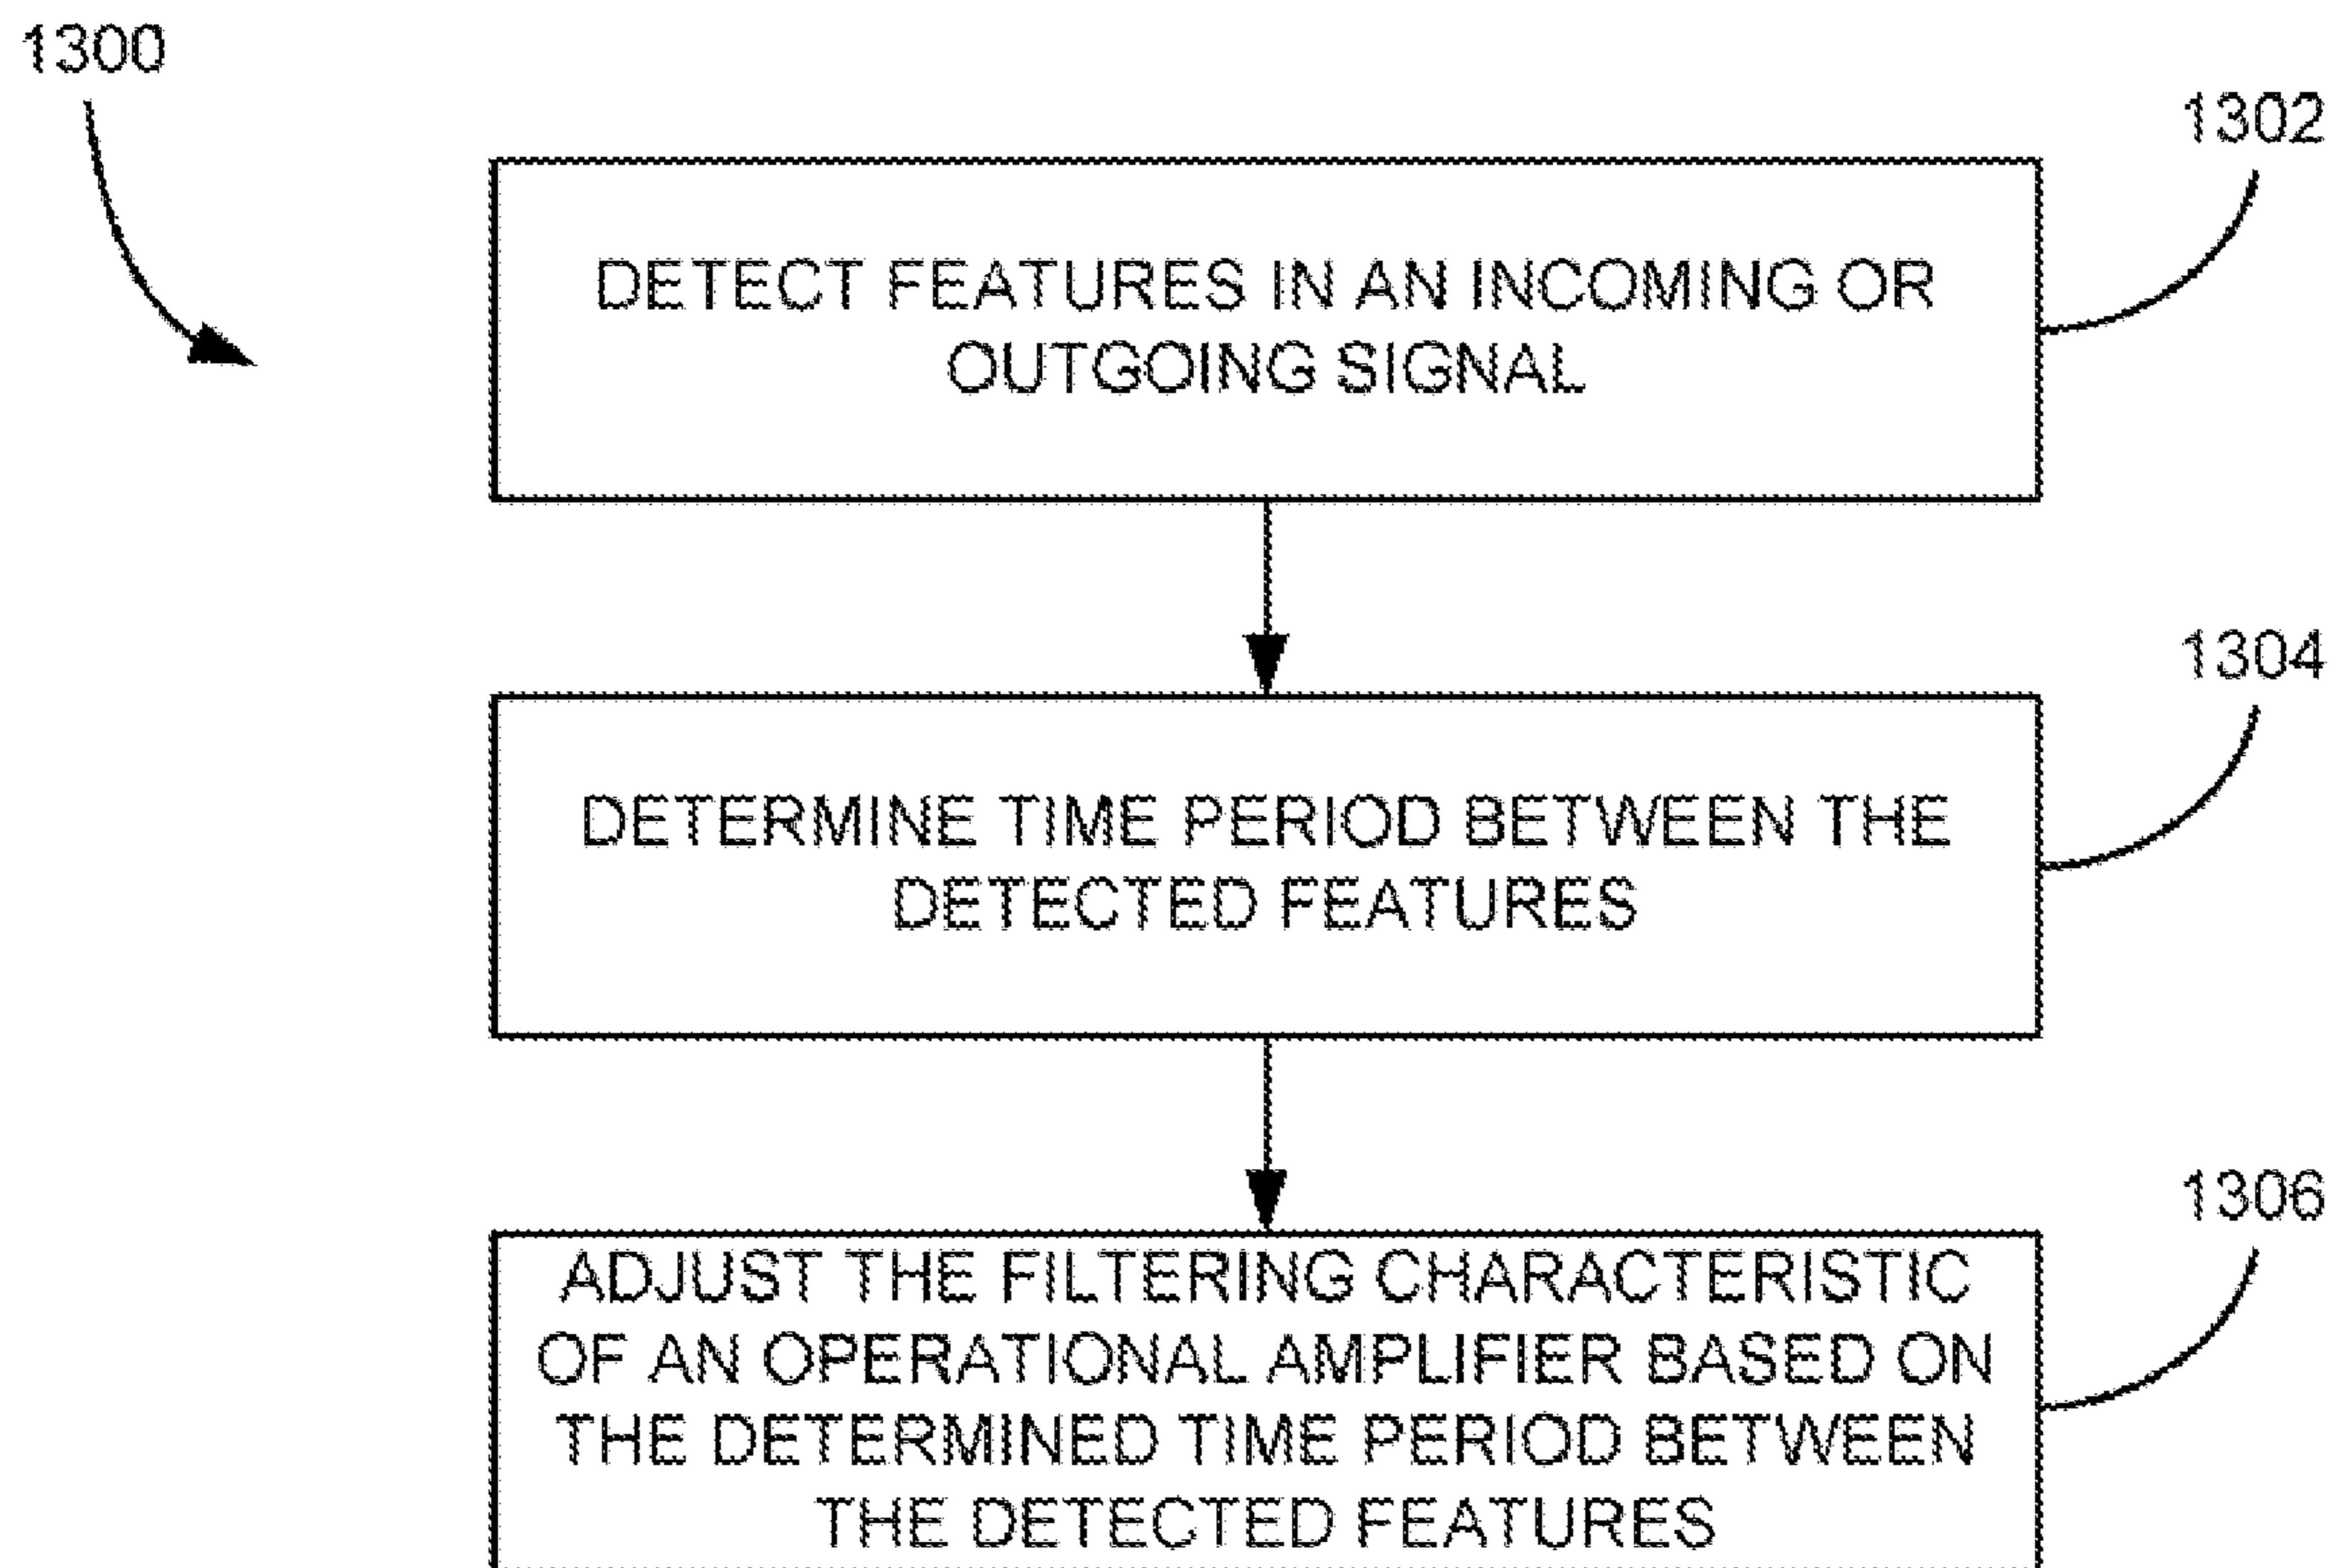 1300
1302
DETECT FEATURES IN AN INCOMING OR
OUTGOING SIGNAL
1304
DETERMINE TIME PERIOD BETWEEN THE
DETECTED FEATURES
1306
ADJUST THE FILTERING CHARACTERISTIC
OF AN OPERATIONAL AMPLIFIER BASED ON
THE DETERMINED TIME PERIOD BETWEEN
THE DETECTED FEATURES